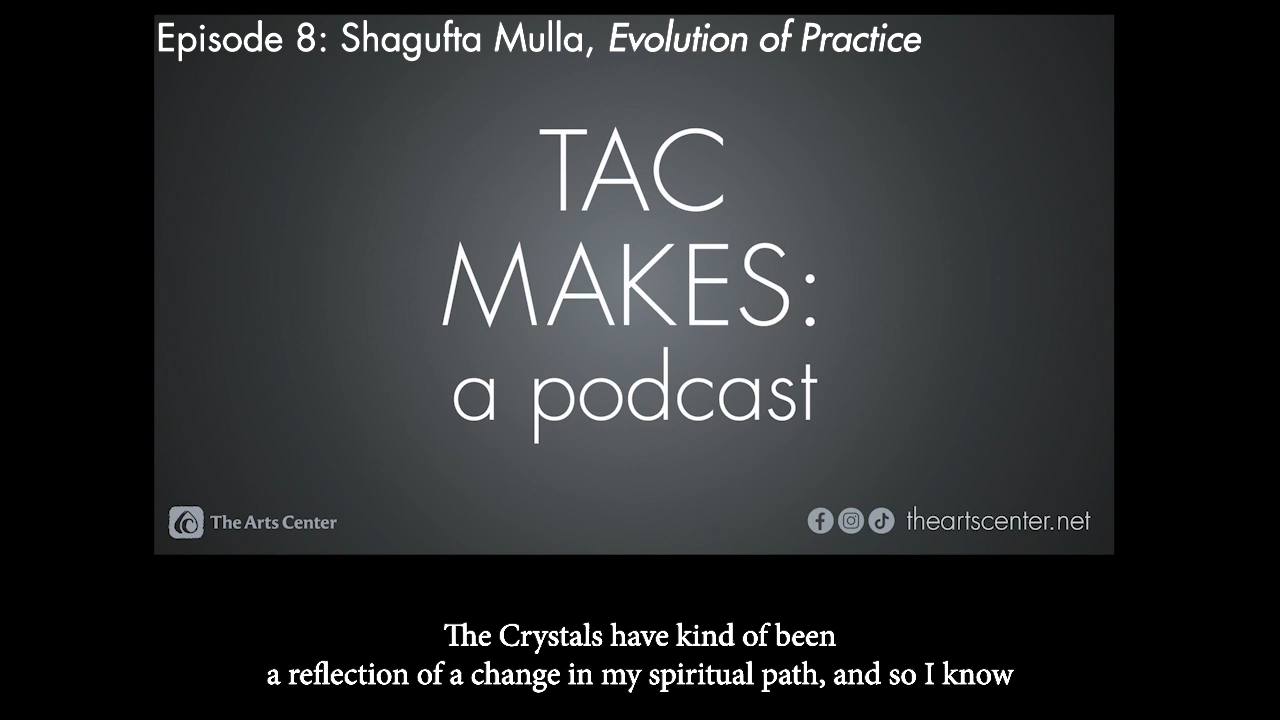 Episode 8: Shagufta Mulla, Evolution of Practice
TAC
MAKES:
a podcast
The Arts Center
theartscenter.net
The Crystals have kind of been
a reflection of a change in my spiritual path, and so I know